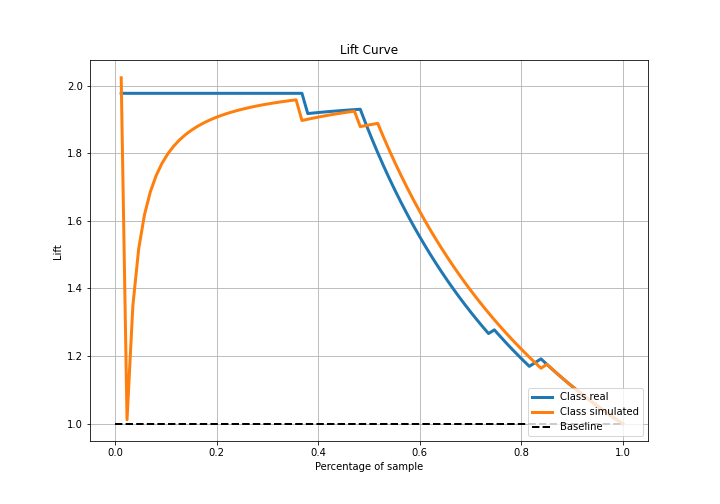 Lift Curve
Lift
2.0
1.8
1.6
1.4
1.2
1.0
0.0 0.2 0.4 0.6 0.8 1.0
Percentage of sample
Class real
Class simulated
Baseline